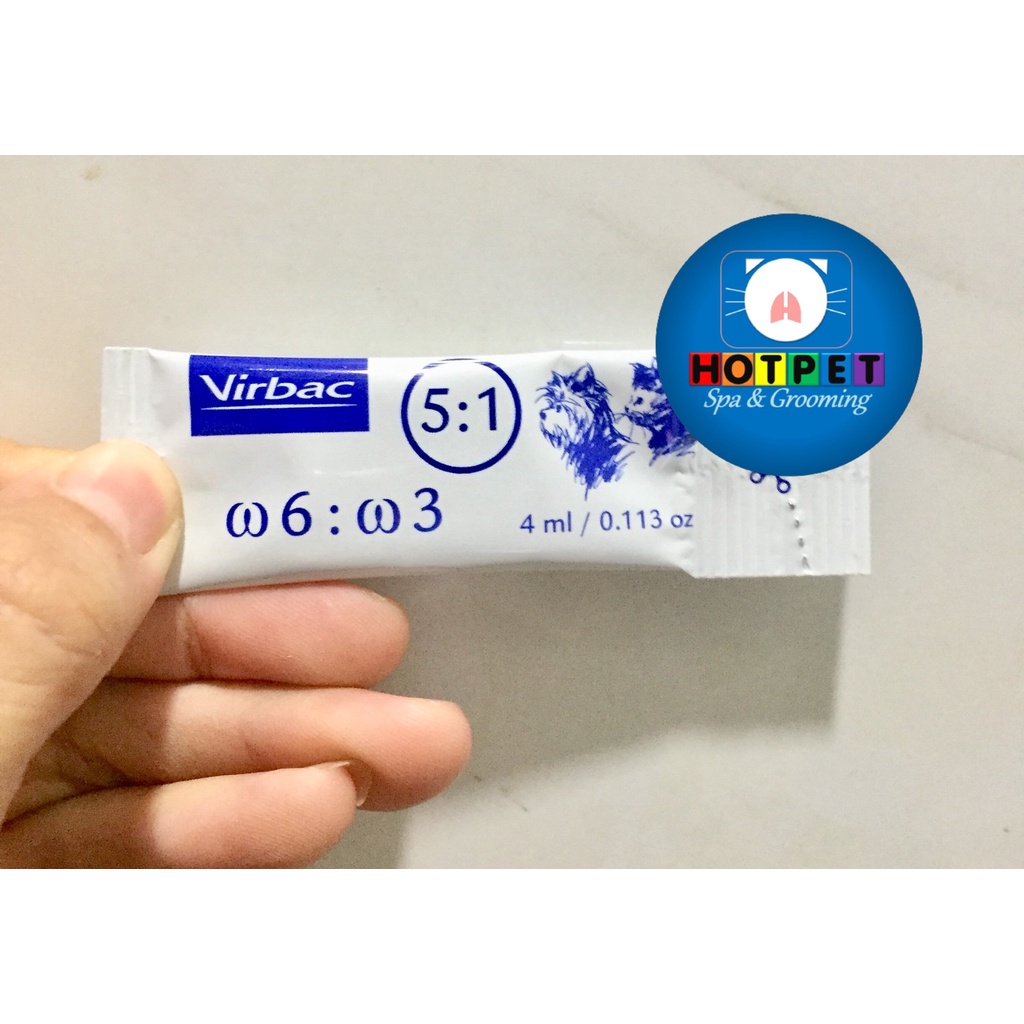 Virbac
5:1
ω6:ω3
4 ml / 0.113 oz
HOTPET
Spa & Grooming